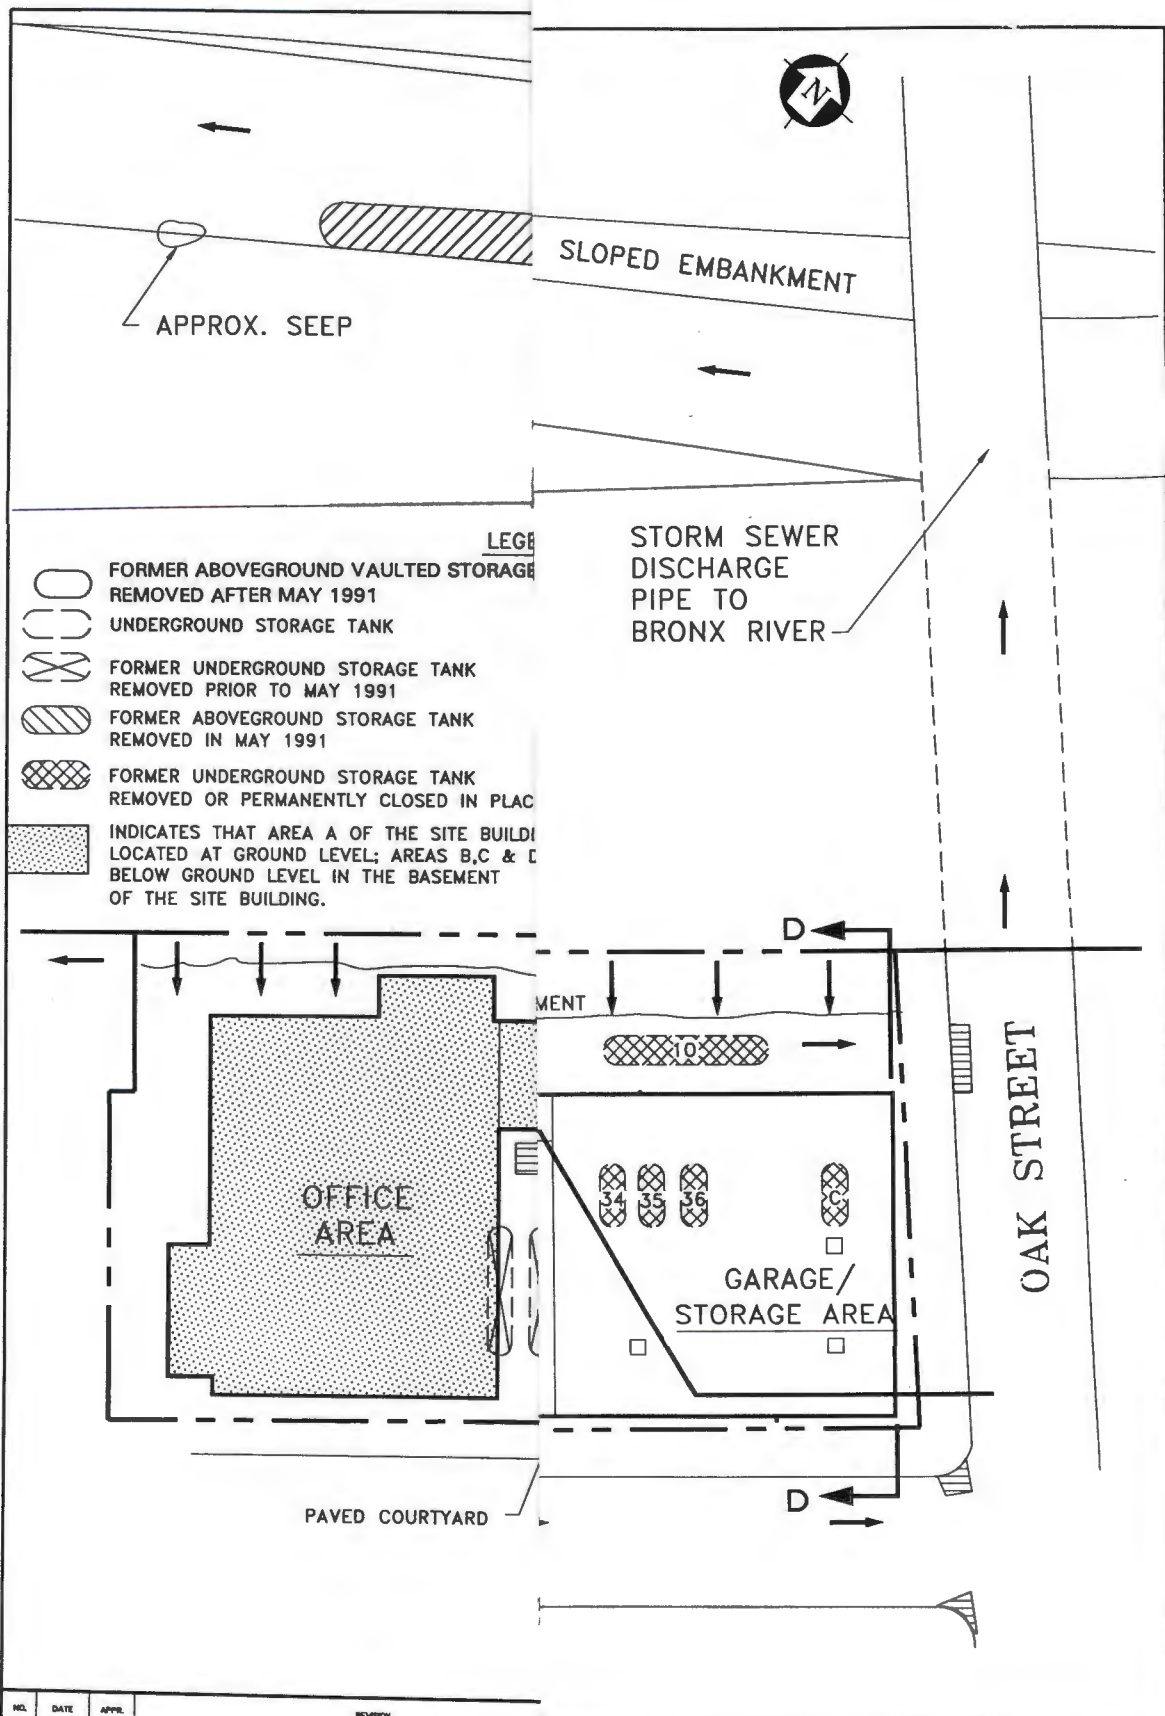 N
SLOPED EMBANKMENT
APPROX. SEEP
STORM SEWER
DISCHARGE
PIPE TO
BRONX RIVER
LEGE
FORMER ABOVEGROUND VAULTED STORAGE
REMOVED AFTER MAY 1991
UNDERGROUND STORAGE TANK
FORMER UNDERGROUND STORAGE TANK
REMOVED PRIOR TO MAY 1991
FORMER ABOVEGROUND STORAGE TANK
REMOVED IN MAY 1991
FORMER UNDERGROUND STORAGE TANK
REMOVED OR PERMANENTLY CLOSED IN PLAC
INDICATES THAT AREA A OF THE SITE BUILDI
LOCATED AT GROUND LEVEL; AREAS B,C & D
BELOW GROUND LEVEL IN THE BASEMENT
OF THE SITE BUILDING.
D
MENT
10
OAK STREET
34 35 36 C
OFFICE
AREA
GARAGE/
STORAGE AREA
D
PAVED COURTYARD
NO. DATE APPR. REVISION